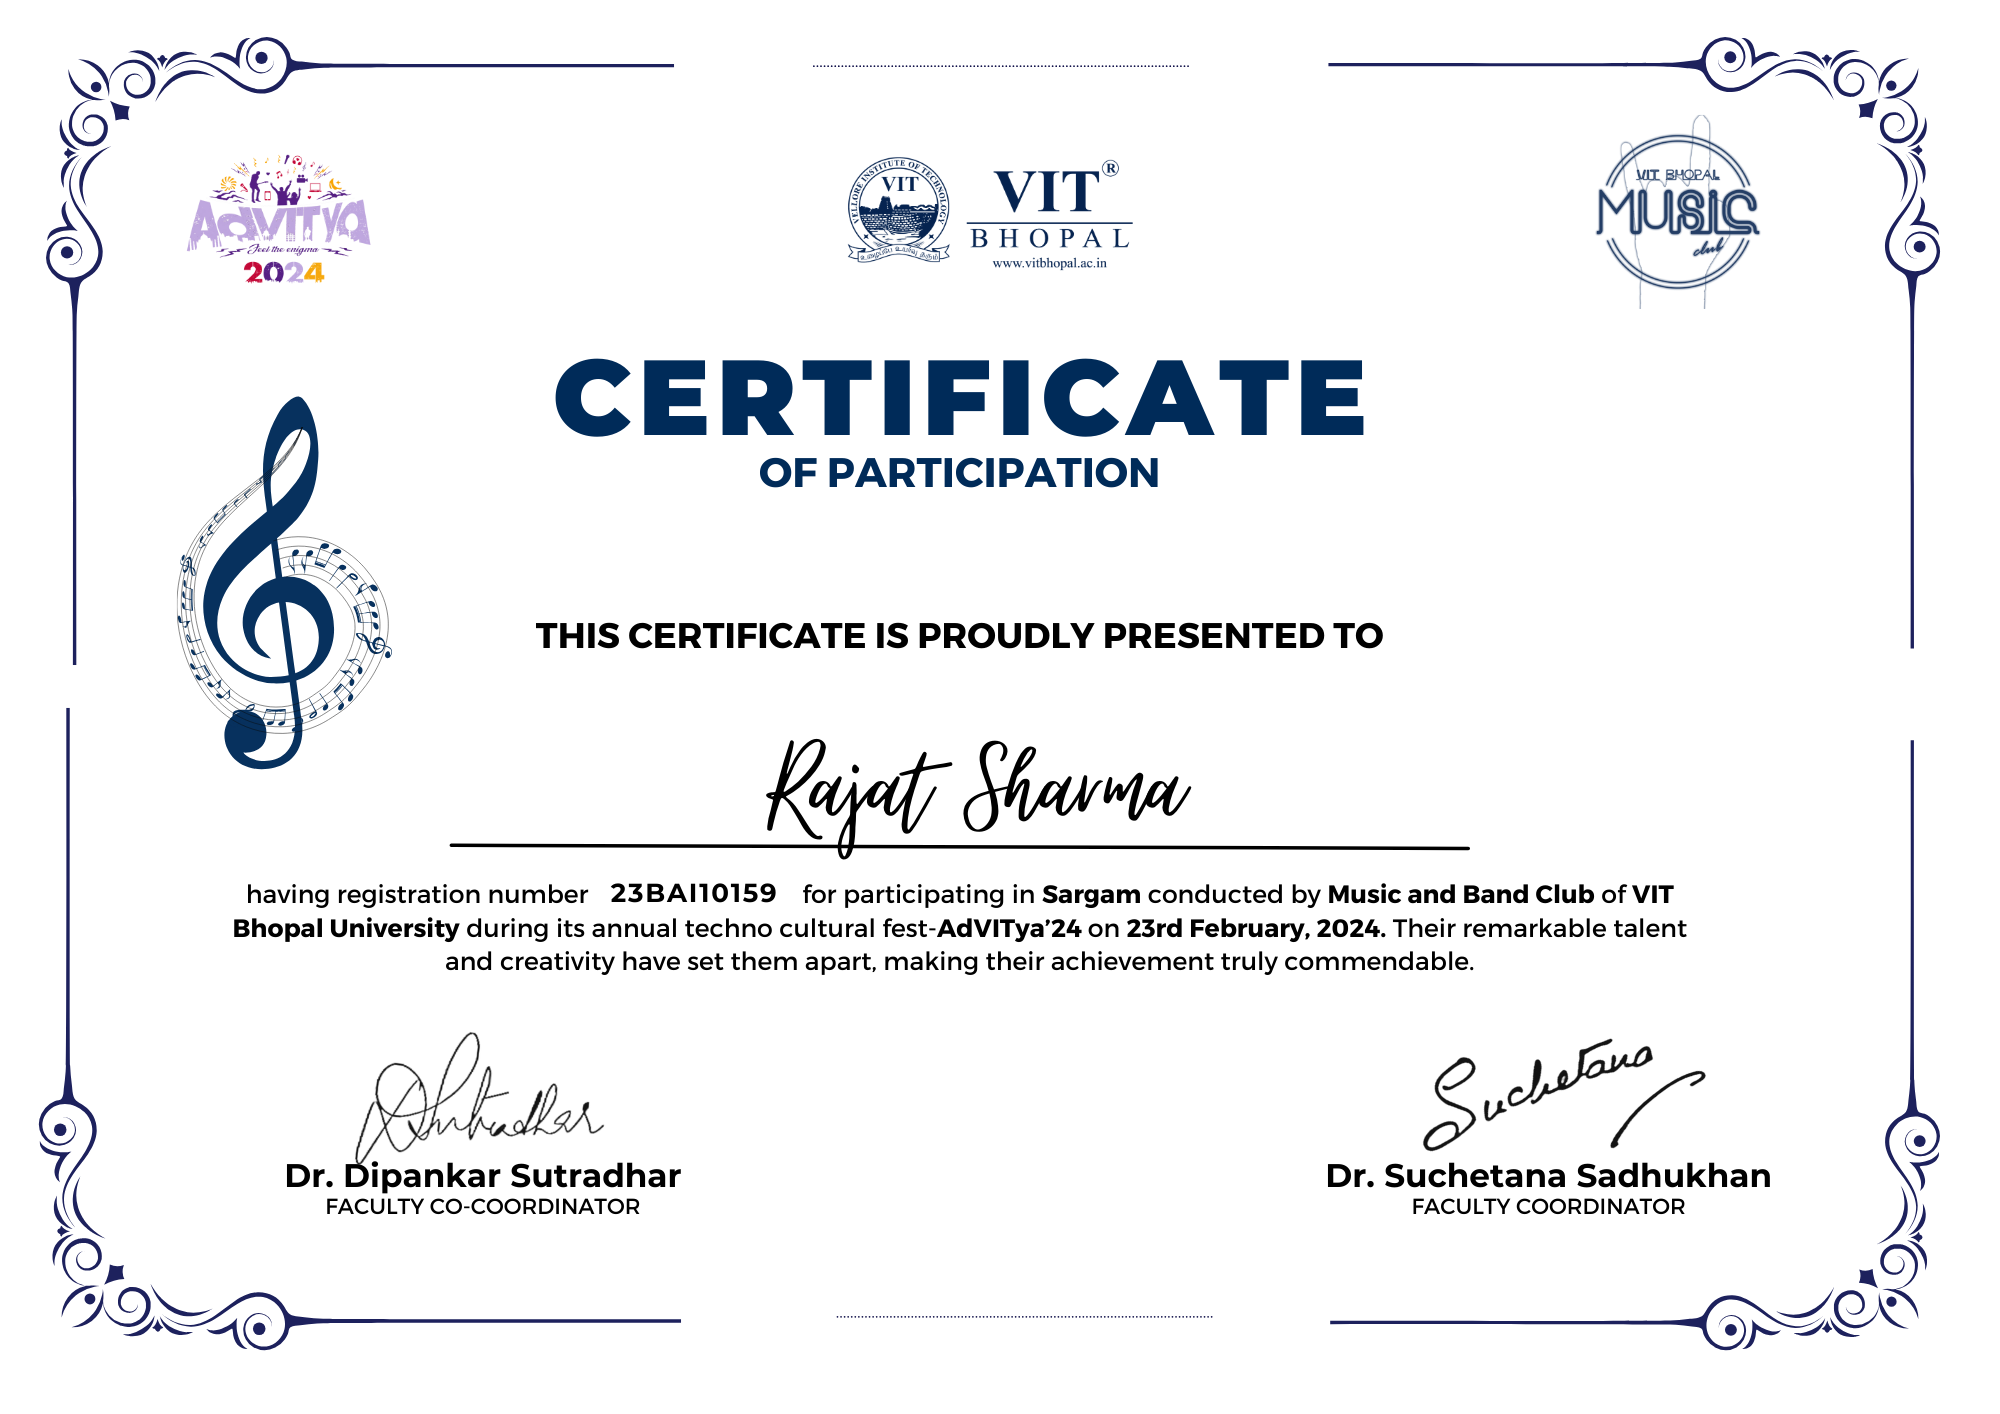 AdVITya
Feel the enigma
2024
VELLORE INSTITUTE OF TECHNOLOGY
VIT
VIT®
BHOPAL
www.vitbhopal.ac.in
VIT BHOPAL
MUSIC
club
CERTIFICATE
OF PARTICIPATION
THIS CERTIFICATE IS PROUDLY PRESENTED TO
Rajat Sharma
having registration number 23BAI10159 for participating in Sargam conducted by Music and Band Club of VIT
Bhopal University during its annual techno cultural fest-AdVITya’24 on 23rd February, 2024. Their remarkable talent
and creativity have set them apart, making their achievement truly commendable.
DSutradhar
Suchetana
Dr. Dipankar Sutradhar
FACULTY CO-COORDINATOR
Dr. Suchetana Sadhukhan
FACULTY COORDINATOR